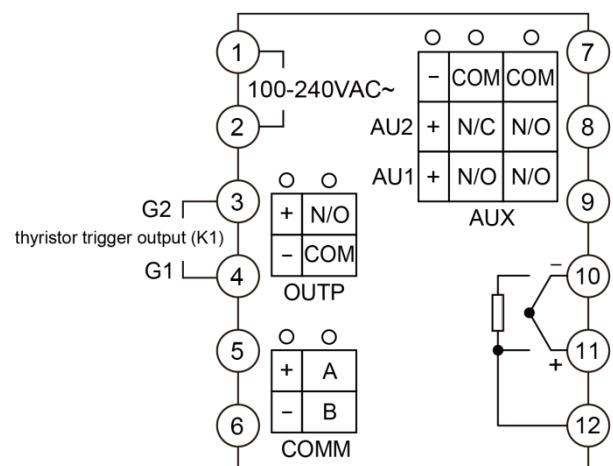 1
100-240VAC~
2
G2
3
thyristor trigger output (K1)
G1
4
+ N/O
− COM
OUTP
5
+ A
− B
6
COMM
− COM COM
7
AU2 + N/C N/O
8
AU1 + N/O N/O
9
AUX
−
10
+
11
12